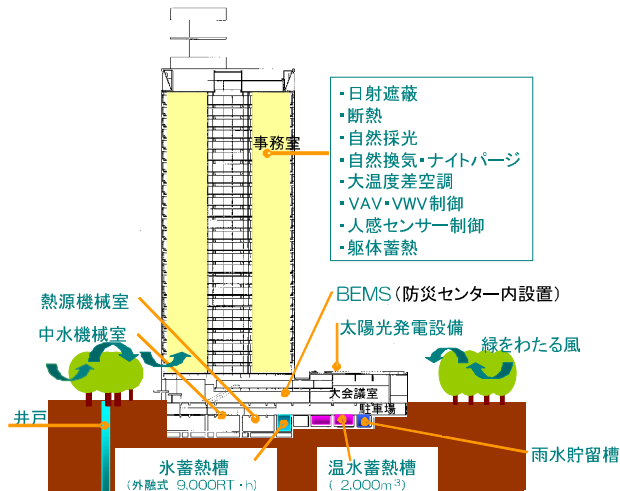 事務室
・日射遮蔽
・断熱
・自然採光
・自然換気・ナイトパージ
・大温度差空調
・VAV・VWV制御
・人感センサー制御
・躯体蓄熱
熱源機械室
中水機械室
BEMS(防災センター内設置)
太陽光発電設備
緑をわたる風
大会議室
駐車場
井戸
氷蓄熱槽
(外融式 9,000RT・h)
温水蓄熱槽
( 2,000m³)
雨水貯留槽